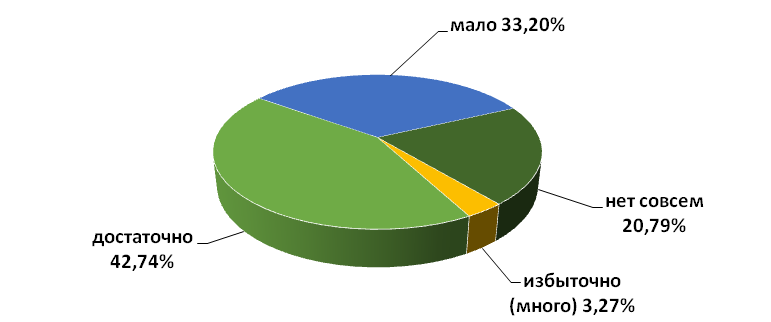 мало 33,20%
нет совсем
20,79%
достаточно
42,74%
избыточно
(много) 3,27%